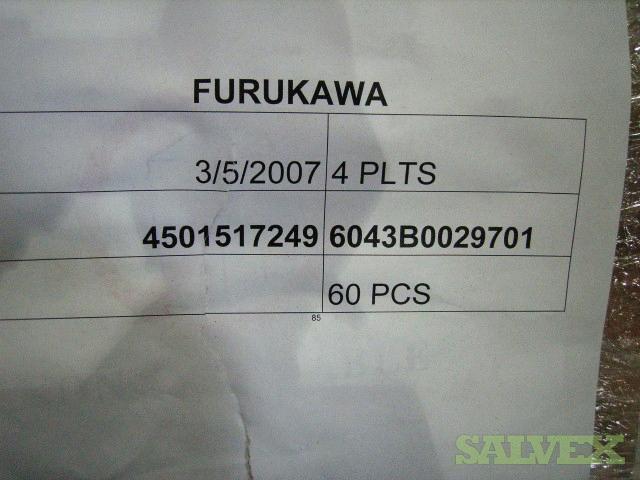 FURUKAWA
3/5/2007 4 PLTS
4501517249 6043B0029701
60 PCS
85
SALVEX